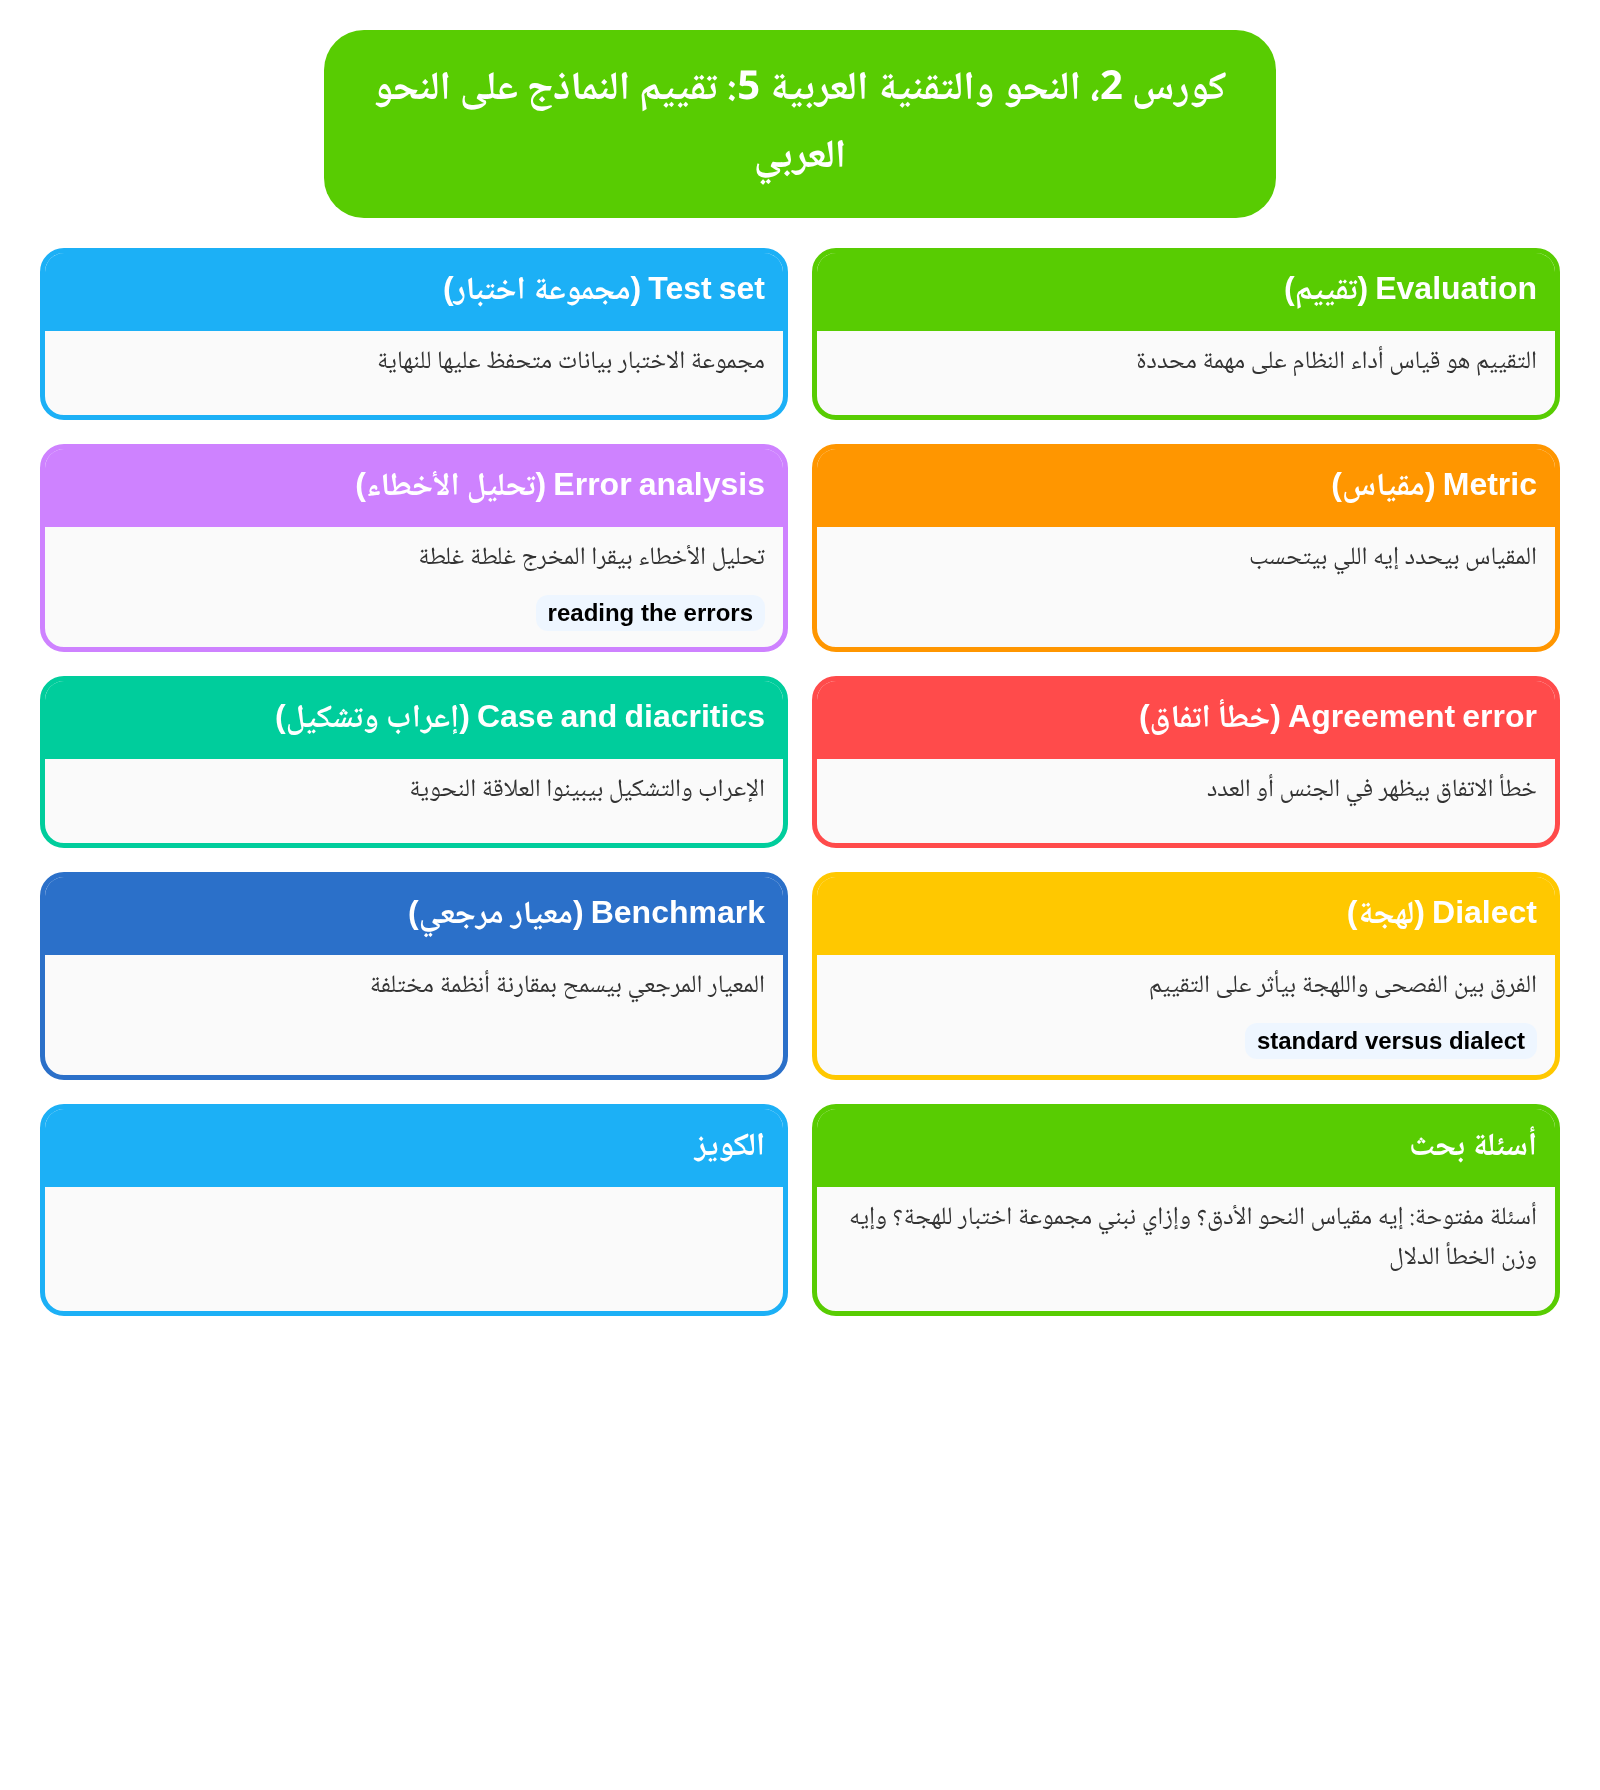 كورس 2، النحو والتقنية العربية 5: تقييم النماذج على النحو
العربي
Evaluation (تقييم)
التقييم هو قياس أداء النظام على مهمة محددة
Test set (مجموعة اختبار)
مجموعة الاختبار بيانات متحفظ عليها للنهاية
Metric (مقياس)
المقياس بيحدد إيه اللي بيتحسب
Error analysis (تحليل الأخطاء)
تحليل الأخطاء بيقرا المخرج غلطة غلطة
reading the errors
Agreement error (خطأ اتفاق)
خطأ الاتفاق بيظهر في الجنس أو العدد
Case and diacritics (إعراب وتشكيل)
الإعراب والتشكيل بيبينوا العلاقة النحوية
Dialect (لهجة)
الفرق بين الفصحى واللهجة بيأثر على التقييم
standard versus dialect
Benchmark (معيار مرجعي)
المعيار المرجعي بيسمح بمقارنة أنظمة مختلفة
أسئلة بحث
أسئلة مفتوحة: إيه مقياس النحو الأدق؟ وإزاي نبني مجموعة اختبار للهجة؟ وإيه
وزن الخطأ الدلال
الكويز